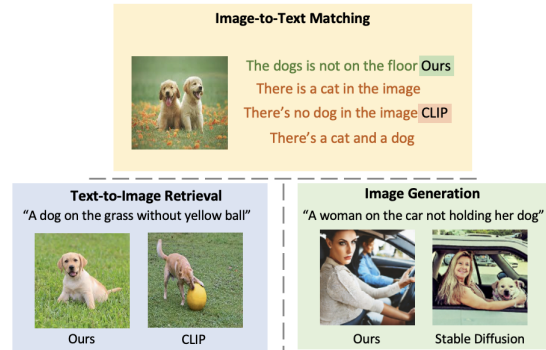 Image-to-Text Matching
The dogs is not on the floor Ours
There is a cat in the image
There's no dog in the image CLIP
There's a cat and a dog
Text-to-Image Retrieval
"A dog on the grass without yellow ball"
Ours
CLIP
Image Generation
"A woman on the car not holding her dog"
Ours
Stable Diffusion